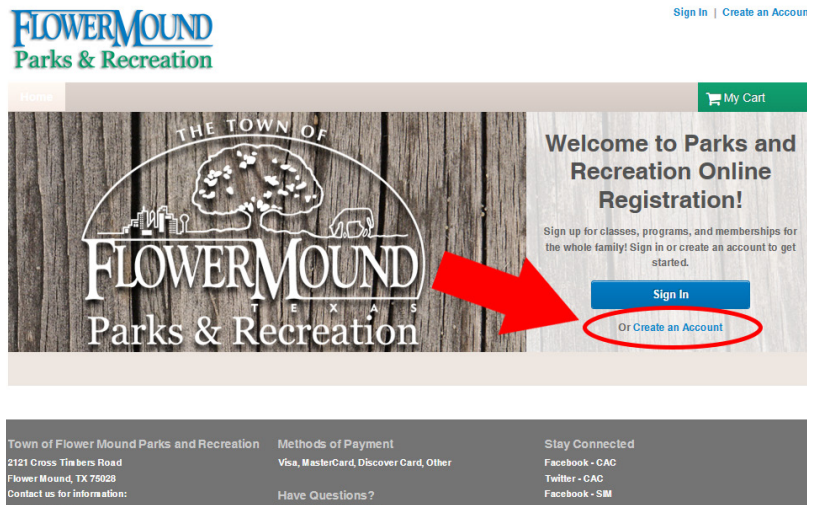 Sign In | Create an Accoun
FLOWERMOUND
Parks & Recreation
Home
My Cart
THE TOWN OF
FLOWERMOUND
TEXAS
Parks & Recreation
Welcome to Parks and
Recreation Online
Registration!
Sign up for classes, programs, and memberships for
the whole family! Sign in or create an account to get
started.
Sign In
Or Create an Account
Town of Flower Mound Parks and Recreation
2121 Cross Timbers Road
Flower Mound, TX 75028
Contact us for information:
Methods of Payment
Visa, MasterCard, Discover Card, Other
Have Questions?
Stay Connected
Facebook - CAC
Twitter - CAC
Facebook - SIM